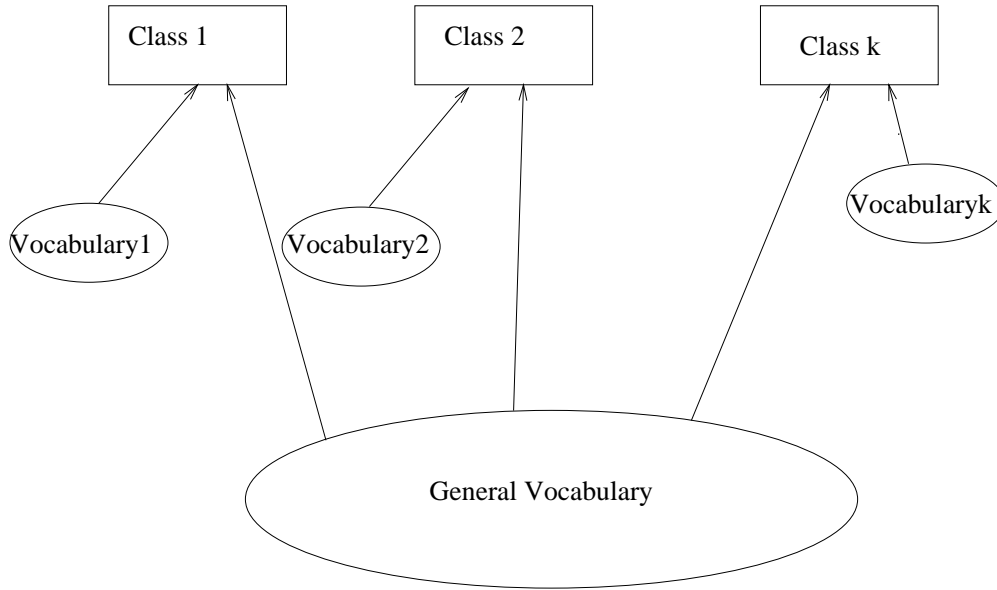 Class 1
Class 2
Class k
Vocabulary1
Vocabulary2
Vocabularyk
General Vocabulary